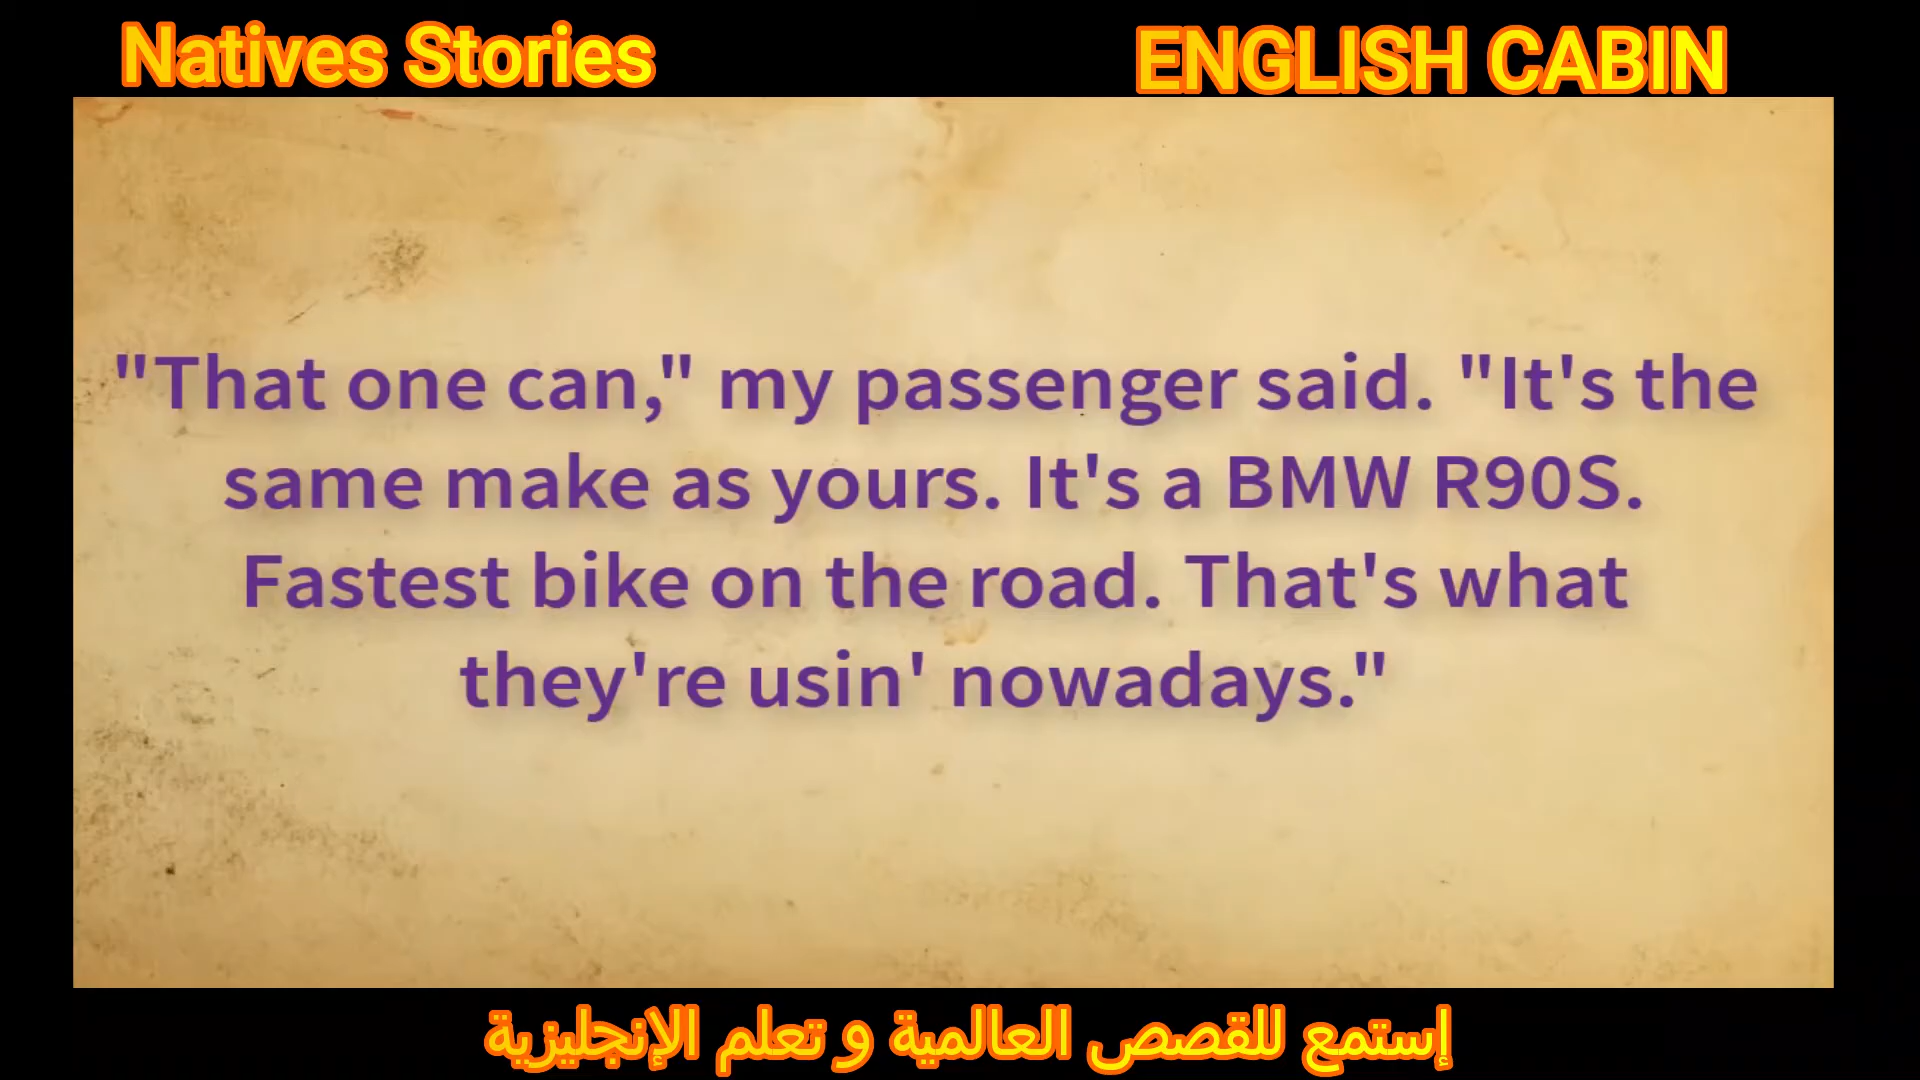 Natives Stories
ENGLISH CABIN
"That one can," my passenger said. "It's the
same make as yours. It's a BMW R90S.
Fastest bike on the road. That's what
they're usin' nowadays."
إستمع للقصص العالمية و تعلم الإنجليزية